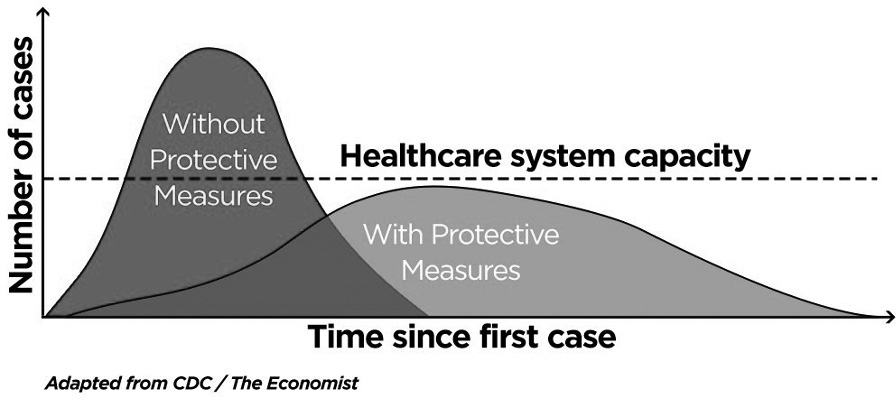 Number of cases
Without
Protective
Measures
Healthcare system capacity
With Protective
Measures
Time since first case
Adapted from CDC / The Economist